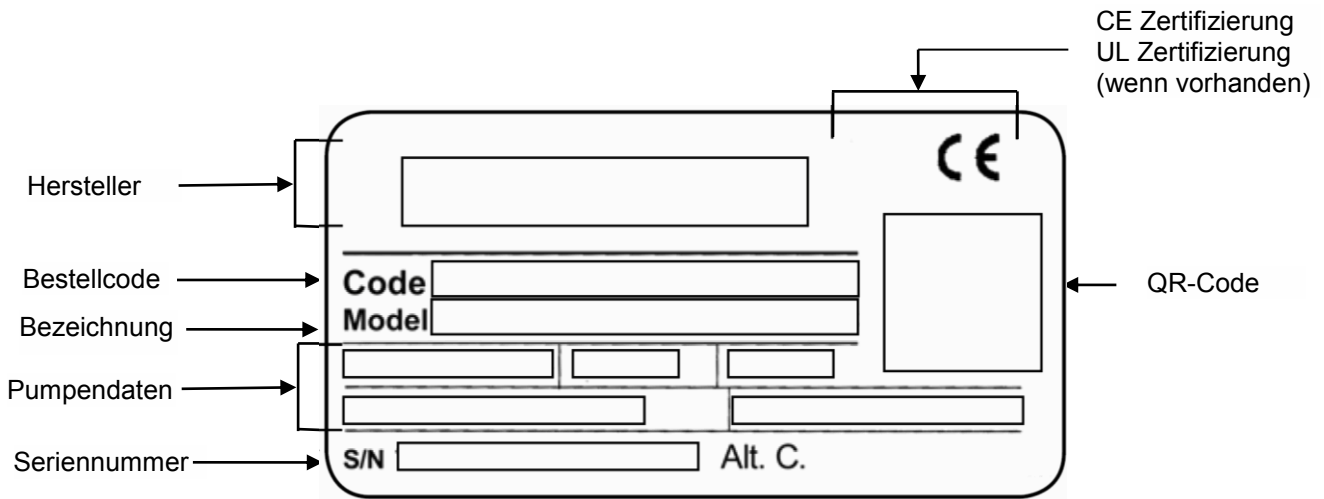 CE Zertifizierung
UL Zertifizierung
(wenn vorhanden)
CE
Hersteller
Bestellcode
Code
QR-Code
Bezeichnung
Model
Pumpendaten
Seriennummer
S/N
Alt. C.